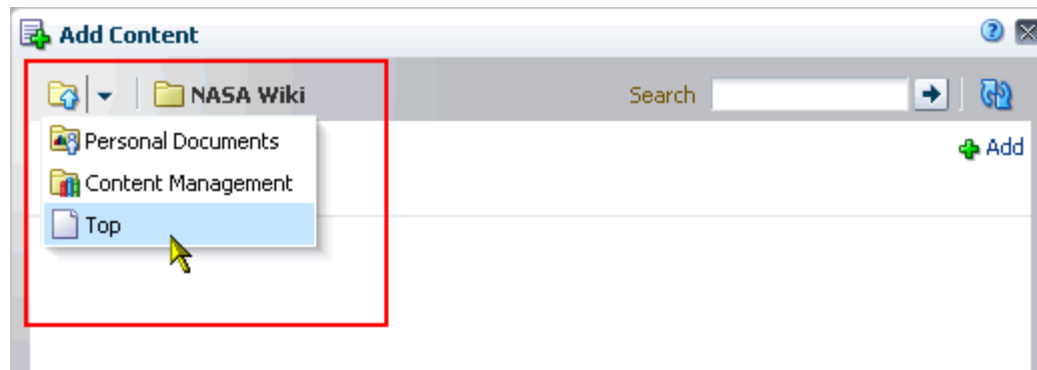 Add Content
NASA Wiki
Search
Personal Documents
Add
Content Management
Top